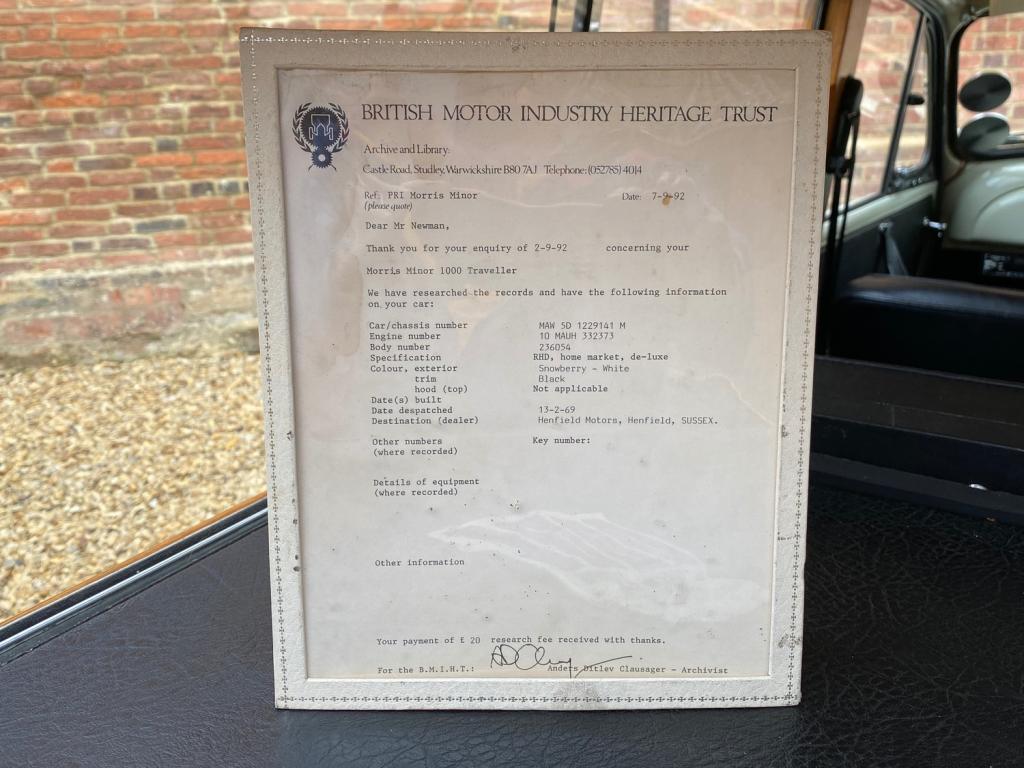 BRITISH MOTOR INDUSTRY HERITAGE TRUST
Archive and Library:
Castle Road, Studley, Warwickshire B80 7AJ Telephone: (052785) 4014
Ref: PRI Morris Minor Date: 7-9-92
(please quote)
Dear Mr Newman,
Thank you for your enquiry of 2-9-92 concerning your
Morris Minor 1000 Traveller
We have researched the records and have the following information
on your car:
Car/chassis number MAW 5D 1229141 M
Engine number 10 MAUH 332373
Body number 236054
Specification RHD, home market, de-luxe
Colour, exterior Snowberry - White
trim Black
hood (top) Not applicable
Date(s) built
Date despatched 13-2-69
Destination (dealer) Henfield Motors, Henfield, SUSSEX.
Other numbers Key number:
(where recorded)
Details of equipment
(where recorded)
Other information
Your payment of £ 20 research fee received with thanks.
For the B.M.I.H.T.: Anders Ditlev Clausager - Archivist